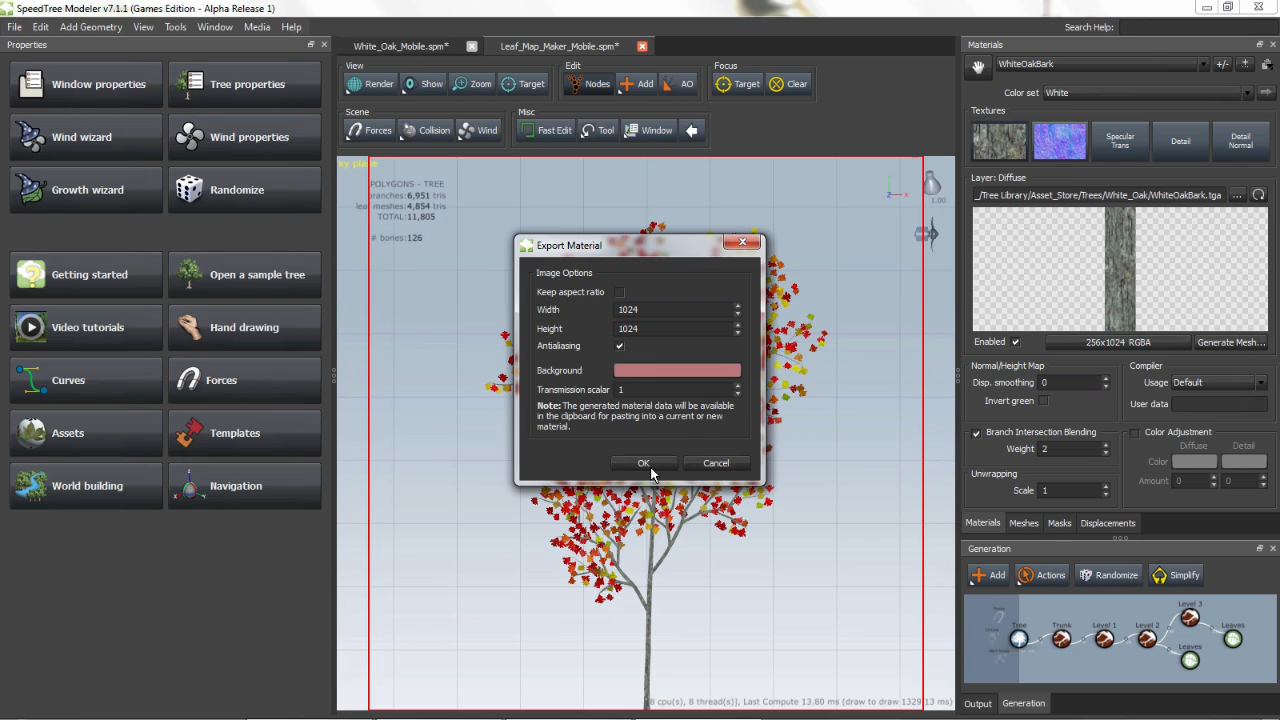 SpeedTree Modeler v7.1.1 (Games Edition - Alpha Release 1)
File Edit Add Geometry View Tools Window Media Help
Search Help:
Properties
Window properties
Tree properties
Wind wizard
Wind properties
Growth wizard
Randomize
Getting started
Open a sample tree
Video tutorials
Hand drawing
Curves
Forces
Assets
Templates
World building
Navigation
White_Oak_Mobile.spm*
Leaf_Map_Maker_Mobile.spm*
View
Edit
Focus
Render
Show
Zoom
Target
Nodes
Add
AO
Target
Clear
Scene
Misc
Forces
Collision
Wind
Fast Edit
Tool
Window
xy plane
POLYGONS - TREE
branches: 6,951 tris
leaf meshes: 4,854 tris
TOTAL: 11,805
# bones: 126
z
x
1.00
Export Material
Image Options
Keep aspect ratio
Width 1024
Height 1024
Antialiasing
Background
Transmission scalar 1
Note: The generated material data will be available
in the clipboard for pasting into a current or new
material.
OK
Cancel
8 cpu(s), 8 thread(s)], Last Compute 13.80 ms (draw to draw 1329.13 ms)
Materials
WhiteOakBark
+/-
Color set White
Textures
Specular
Trans
Detail
Detail
Normal
Layer: Diffuse
_/Tree Library/Asset_Store/Trees/White_Oak/WhiteOakBark.tga
...
Enabled
256x1024 RGBA
Generate Mesh...
Normal/Height Map
Disp. smoothing 0
Invert green
Compiler
Usage Default
User data
Branch Intersection Blending
Weight 2
Unwrapping
Scale 1
Color Adjustment
Diffuse Detail
Color
Amount 0 0
Materials Meshes Masks Displacements
Generation
Add
Actions
Randomize
Simplify
Tree
Trunk
Level 1
Level 2
Level 3
Leaves
Leaves
Output Generation